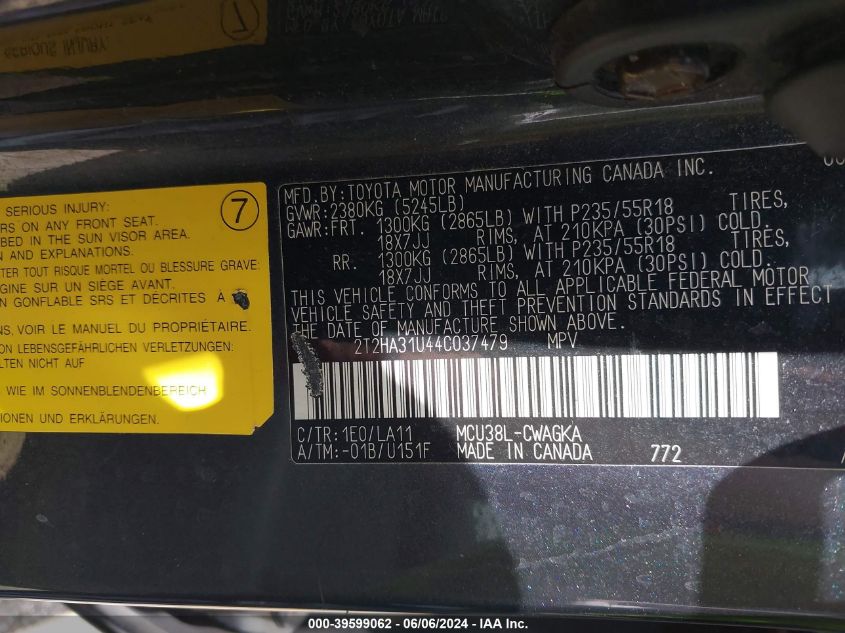 SERIOUS INJURY:
RS ON ANY FRONT SEAT.
BED IN THE SUN VISOR AREA.
N AND EXPLANATIONS.
TER TOUT RISQUE MORTEL OU BLESSURE GRAVE:
GINE SUR UN SIÈGE AVANT.
N GONFLABLE SRS ET DÉCRITES À
NS, VOIR LE MANUEL DU PROPRIÉTAIRE.
ON LEBENSGEFÄHRLICHEN VERLETZUNGEN
LTEN NICHT AUF
S WIE IM SONNENBLENDENBEREICH
TIONEN UND ERKLÄRUNGEN
7
MFD.BY:TOYOTA MOTOR MANUFACTURING CANADA INC.
GVWR:2380KG (5245LB)
GAWR:FRT. 1300KG (2865LB) WITH P235/55R18 TIRES,
18X7JJ RIMS, AT 210KPA (30PSI) COLD.
RR. 1300KG (2865LB) WITH P235/55R18 TIRES,
18X7JJ RIMS, AT 210KPA (30PSI) COLD.
THIS VEHICLE CONFORMS TO ALL APPLICABLE FEDERAL MOTOR
VEHICLE SAFETY AND THEFT PREVENTION STANDARDS IN EFFECT
THE DATE OF MANUFACTURE SHOWN ABOVE.
2T2HA31U44C037479 MPV
C/TR:1E0/LA11 MCU38L-CWAGKA
A/TM:-01B/U151F MADE IN CANADA 772
000-39599062 - 06/06/2024 - IAA Inc.